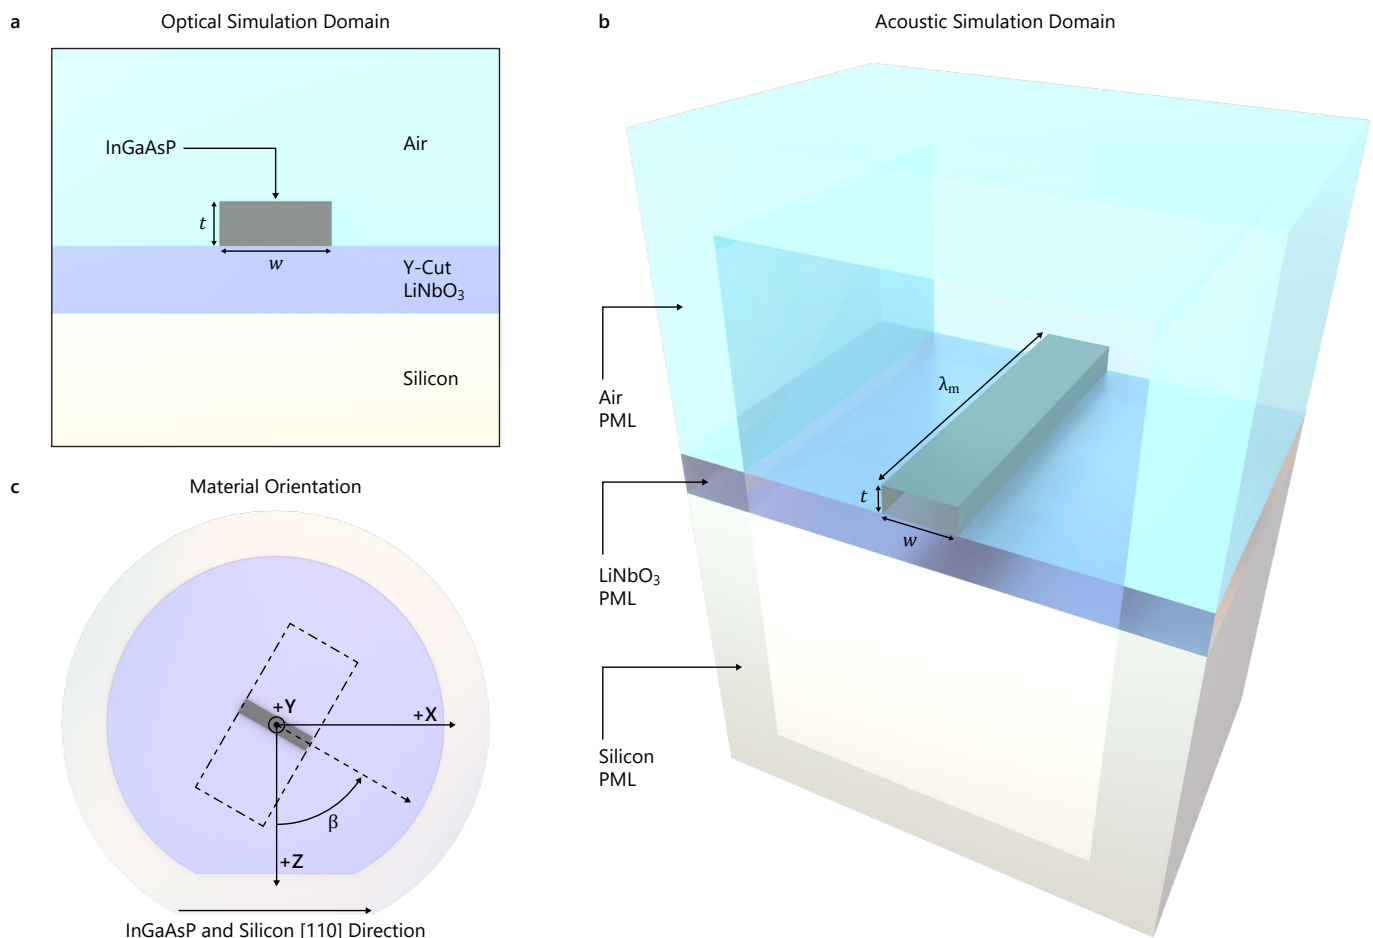 a
Optical Simulation Domain
InGaAsP
Air
t
w
Y-Cut
LiNbO₃
Silicon
b
Acoustic Simulation Domain
λₘ
t
w
Air
PML
LiNbO₃
PML
Silicon
PML
c
Material Orientation
+Y
+X
β
+Z
InGaAsP and Silicon [110] Direction